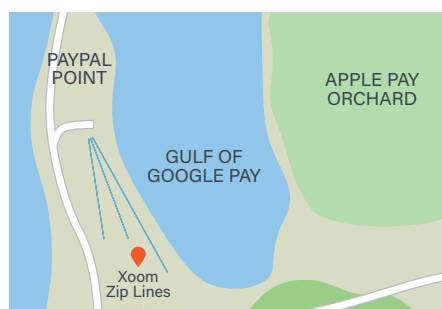 PAYPAL
POINT
APPLE PAY
ORCHARD
GULF OF
GOOGLE PAY
Xoom
Zip Lines